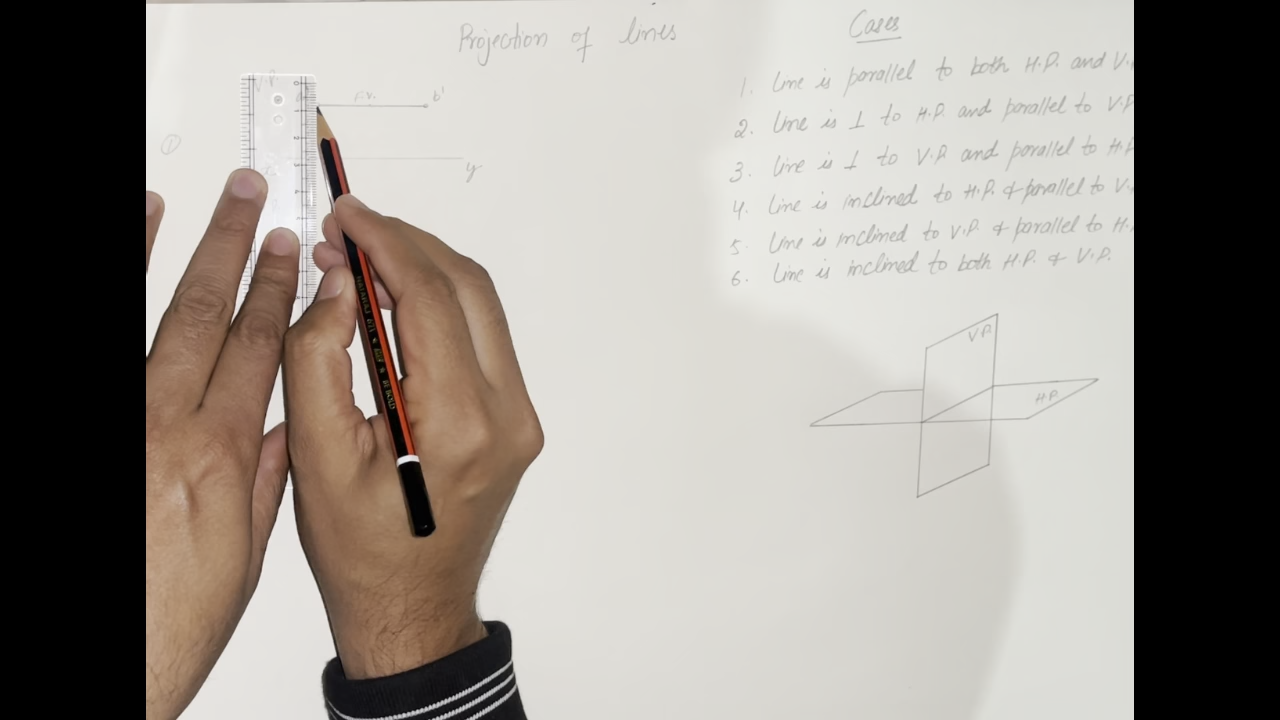 Projection of lines
Cases
1. Line is parallel to both H.P. and V.
2. Line is ⊥ to H.P. and parallel to V.P
3. Line is ⊥ to V.P. and parallel to H.P
4. Line is inclined to H.P. & parallel to V.
5. Line is inclined to V.P. & parallel to H.
6. Line is inclined to both H.P. & V.P.
V.P.
F.V. b'
①
y
V.P.
H.P.